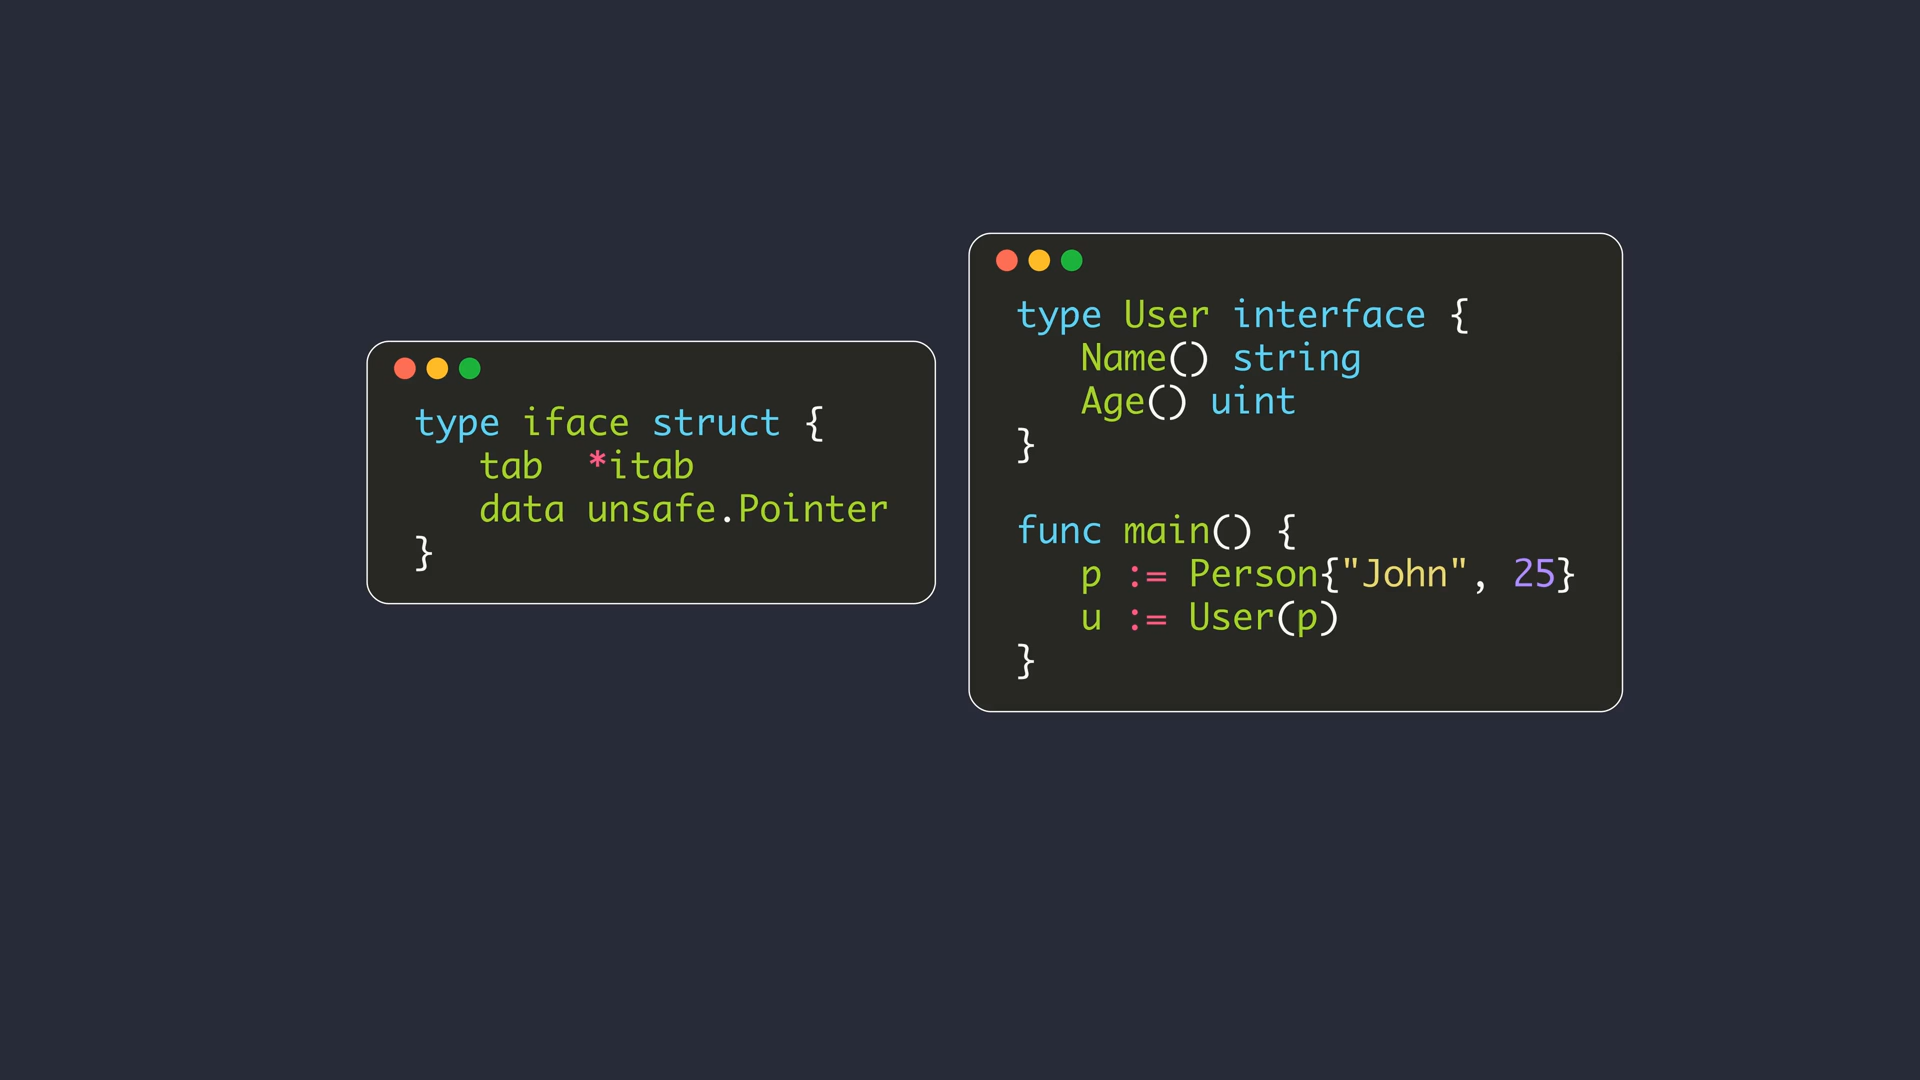 type iface struct {
   tab  *itab
   data unsafe.Pointer
}
type User interface {
   Name() string
   Age() uint
}

func main() {
   p := Person{"John", 25}
   u := User(p)
}